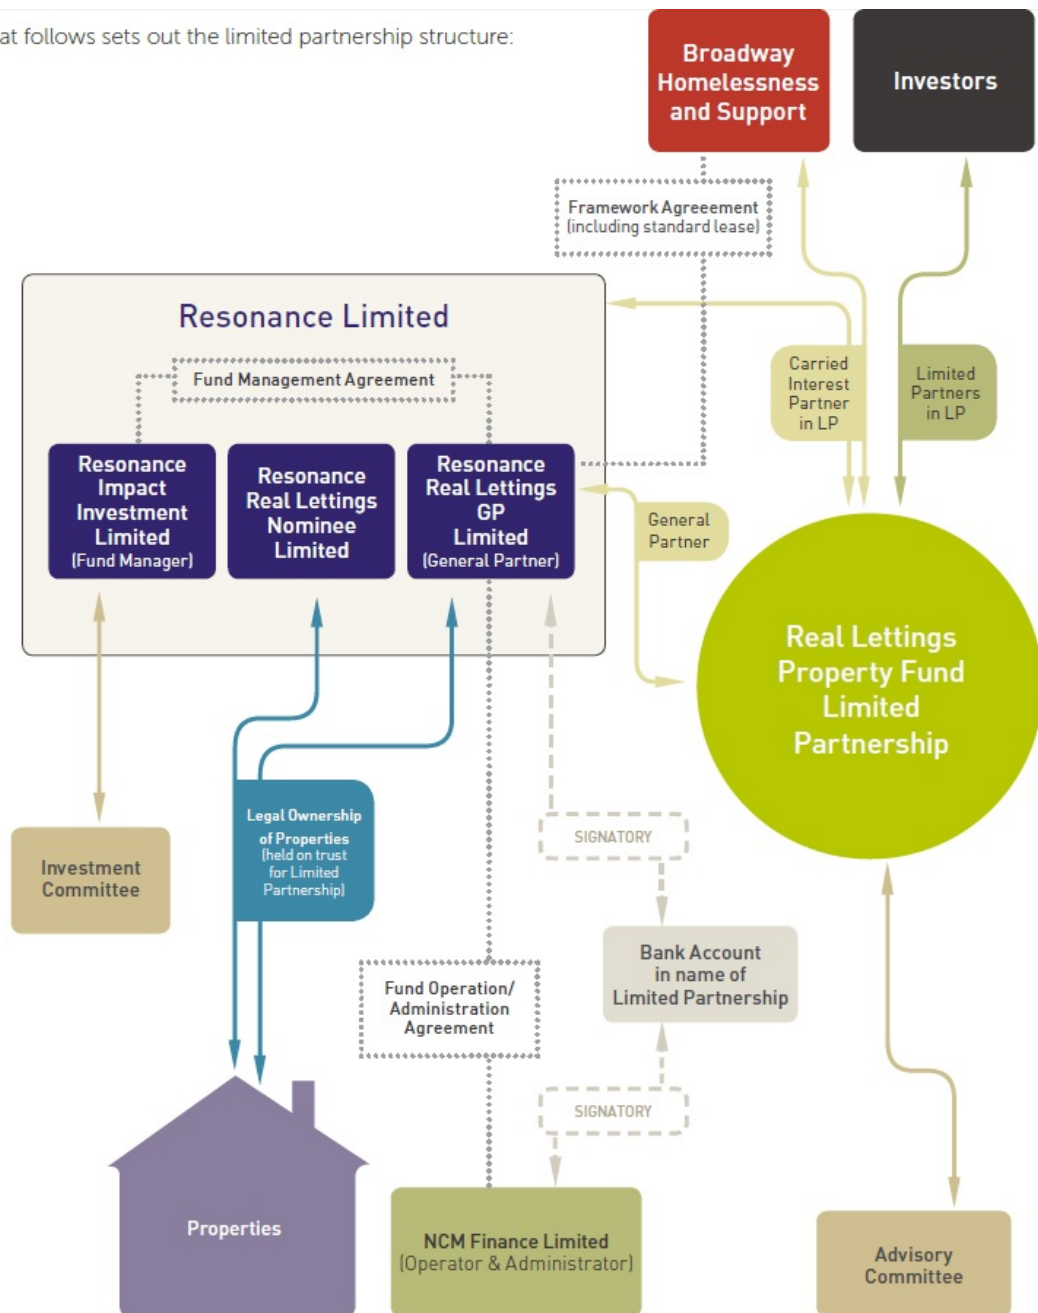 at follows sets out the limited partnership structure:
Broadway
Homelessness
and Support
Investors
Framework Agreeement
(including standard lease)
Resonance Limited
Fund Management Agreement
Carried
Interest
Partner
in LP
Limited
Partners
in LP
Resonance
Impact
Investment
Limited
(Fund Manager)
Resonance
Real Lettings
Nominee
Limited
Resonance
Real Lettings
GP
Limited
(General Partner)
General
Partner
Real Lettings
Property Fund
Limited
Partnership
Legal Ownership
of Properties
(held on trust
for Limited
Partnership)
SIGNATORY
Investment
Committee
Bank Account
in name of
Limited Partnership
Fund Operation/
Administration
Agreement
SIGNATORY
Properties
NCM Finance Limited
(Operator & Administrator)
Advisory
Committee